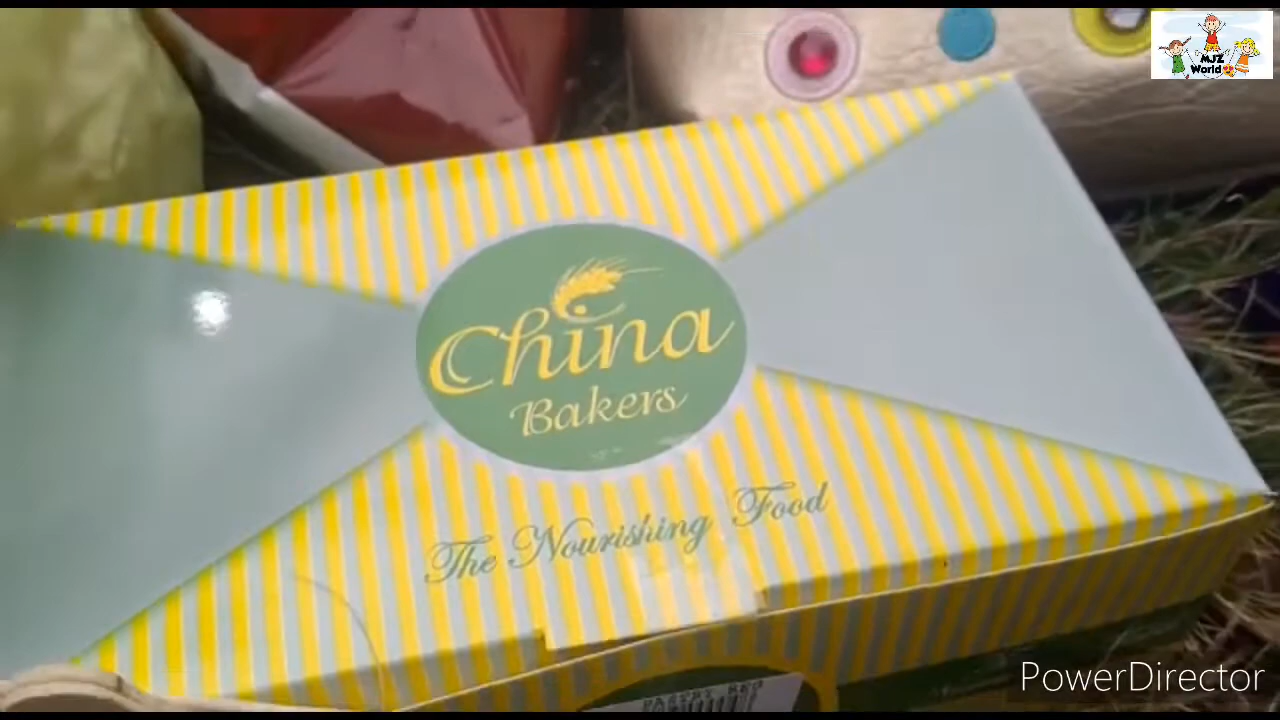 MJZ
World
China
Bakers
The Nourishing Food
PowerDirector